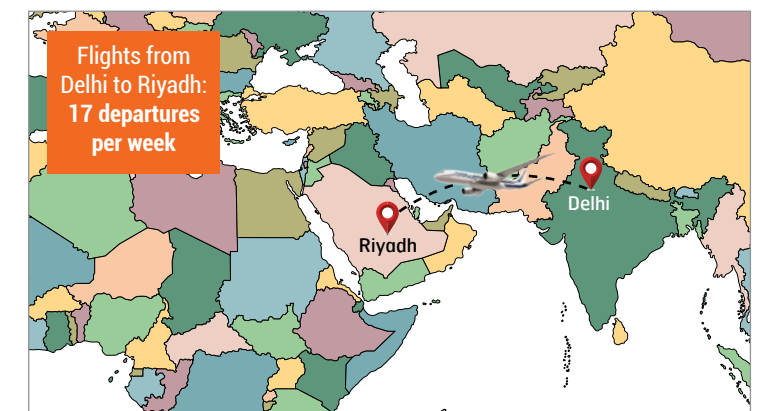 Flights from
Delhi to Riyadh:
17 departures
per week
Delhi
Riyadh